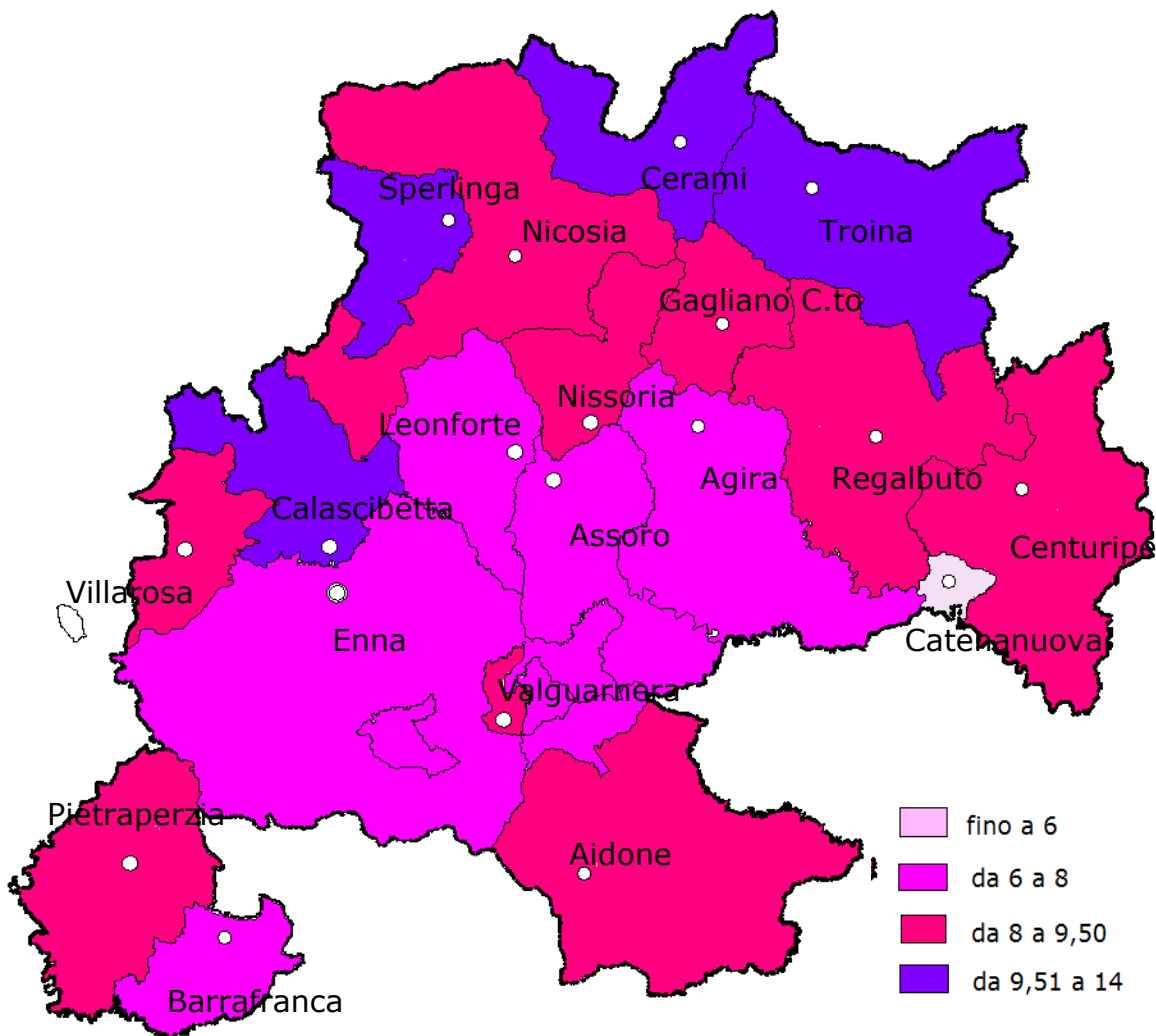 Cerami
Sperlinga
Nicosia
Troina
Gagliano C.to
Nissoria
Leonforte
Agira
Regalbuto
Calascibetta
Assoro
Centuripe
Villarosa
Enna
Catenanuova
Valguarnera
Pietraperzia
Aidone
Barrafranca
fino a 6
da 6 a 8
da 8 a 9,50
da 9,51 a 14